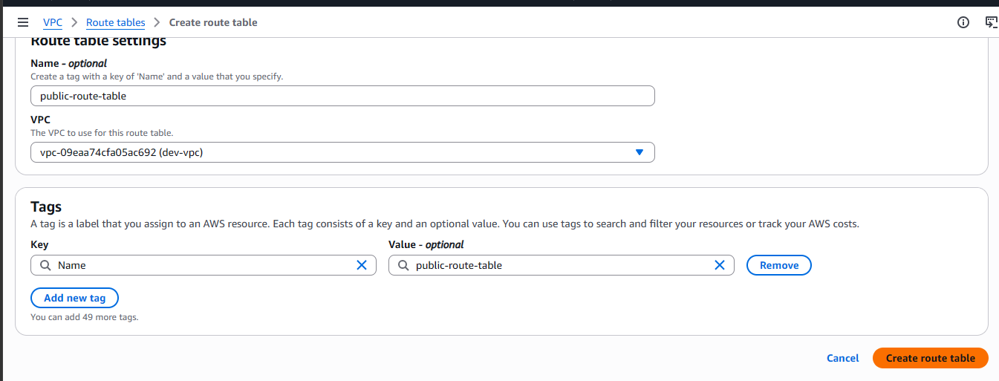 VPC > Route tables > Create route table
Route table settings
Name - optional
Create a tag with a key of 'Name' and a value that you specify.
public-route-table
VPC
The VPC to use for this route table.
vpc-09eaa74cfa05ac692 (dev-vpc)
Tags
A tag is a label that you assign to an AWS resource. Each tag consists of a key and an optional value. You can use tags to search and filter your resources or track your AWS costs.
Key Value - optional
Name public-route-table Remove
Add new tag
You can add 49 more tags.
Cancel Create route table